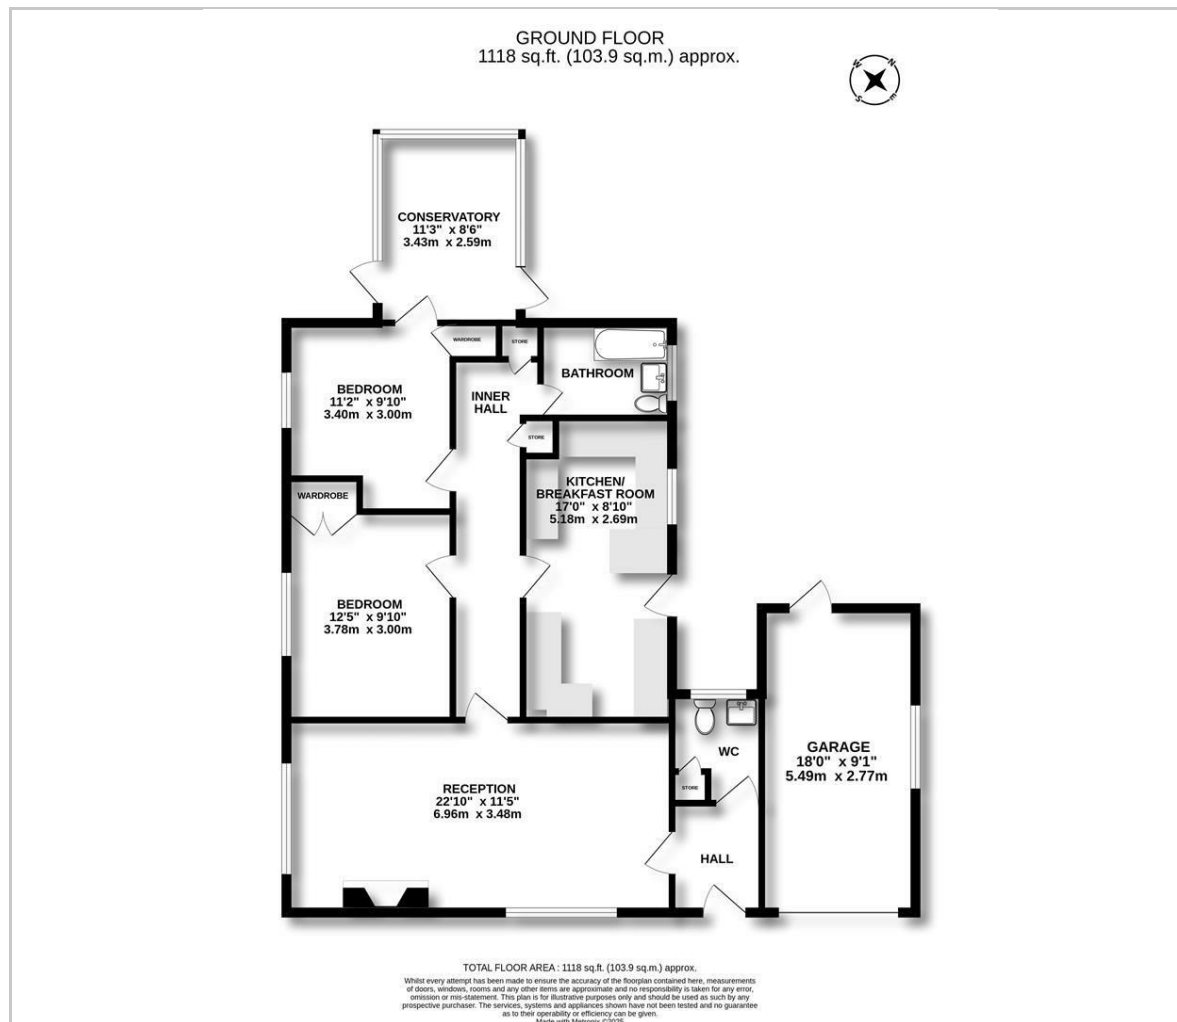 GROUND FLOOR
1118 sq.ft. (103.9 sq.m.) approx.
W N
S E
CONSERVATORY
11'3" x 8'6"
3.43m x 2.59m
WARDROBE
STORE
BATHROOM
BEDROOM
11'2" x 9'10"
3.40m x 3.00m
INNER
HALL
STORE
KITCHEN/
BREAKFAST ROOM
17'0" x 8'10"
5.18m x 2.69m
WARDROBE
BEDROOM
12'5" x 9'10"
3.78m x 3.00m
WC
STORE
GARAGE
18'0" x 9'1"
5.49m x 2.77m
RECEPTION
22'10" x 11'5"
6.96m x 3.48m
HALL
TOTAL FLOOR AREA : 1118 sq.ft. (103.9 sq.m.) approx.
Whilst every attempt has been made to ensure the accuracy of the floorplan contained here, measurements
of doors, windows, rooms and any other items are approximate and no responsibility is taken for any error,
omission or mis-statement. This plan is for illustrative purposes only and should be used as such by any
prospective purchaser. The services, systems and appliances shown have not been tested and no guarantee
as to their operability or efficiency can be given.
Made with Metropix ©2025